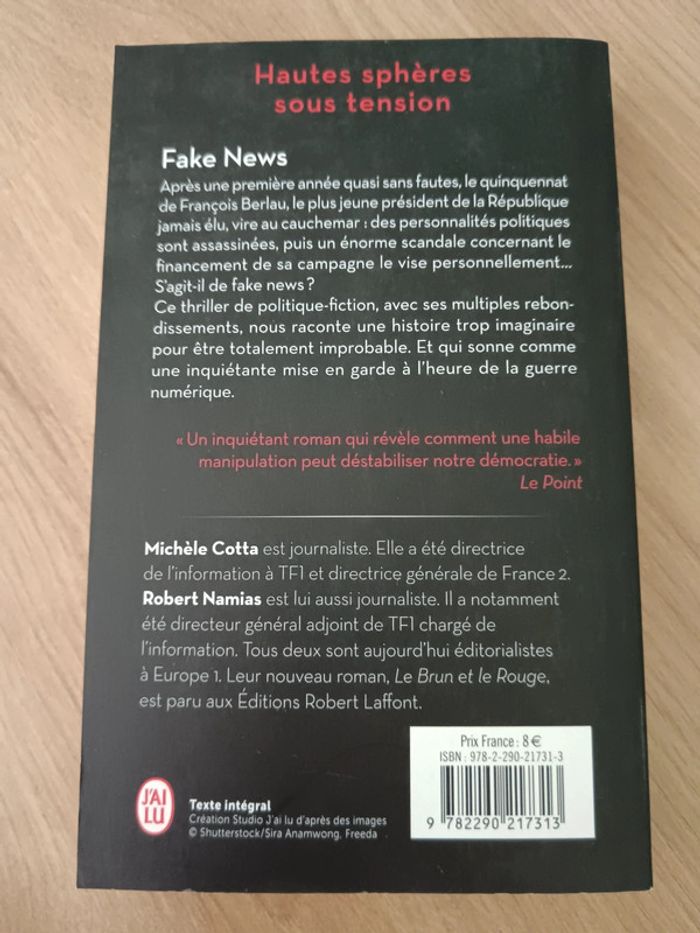 Hautes sphères
sous tension
Fake News
Après une première année quasi sans fautes, le quinquennat
de François Berlau, le plus jeune président de la République
jamais élu, vire au cauchemar : des personnalités politiques
sont assassinées, puis un énorme scandale concernant le
financement de sa campagne le vise personnellement...
S'agit-il de fake news ?
Ce thriller de politique-fiction, avec ses multiples rebon-
dissements, nous raconte une histoire trop imaginaire
pour être totalement improbable. Et qui sonne comme
une inquiétante mise en garde à l'heure de la guerre
numérique.
« Un inquiétant roman qui révèle comment une habile
manipulation peut déstabiliser notre démocratie. »
Le Point
Michèle Cotta est journaliste. Elle a été directrice
de l'information à TF1 et directrice générale de France 2.
Robert Namias est lui aussi journaliste. Il a notamment
été directeur général adjoint de TF1 chargé de
l'information. Tous deux sont aujourd'hui éditorialistes
à Europe 1. Leur nouveau roman, Le Brun et le Rouge,
est paru aux Éditions Robert Laffont.
Prix France : 8 €
ISBN : 978-2-290-21731-3
9 782290 217313
J'AI
LU
Texte intégral
Création Studio J'ai lu d'après des images
© Shutterstock/Sira Anamwong, Freeda